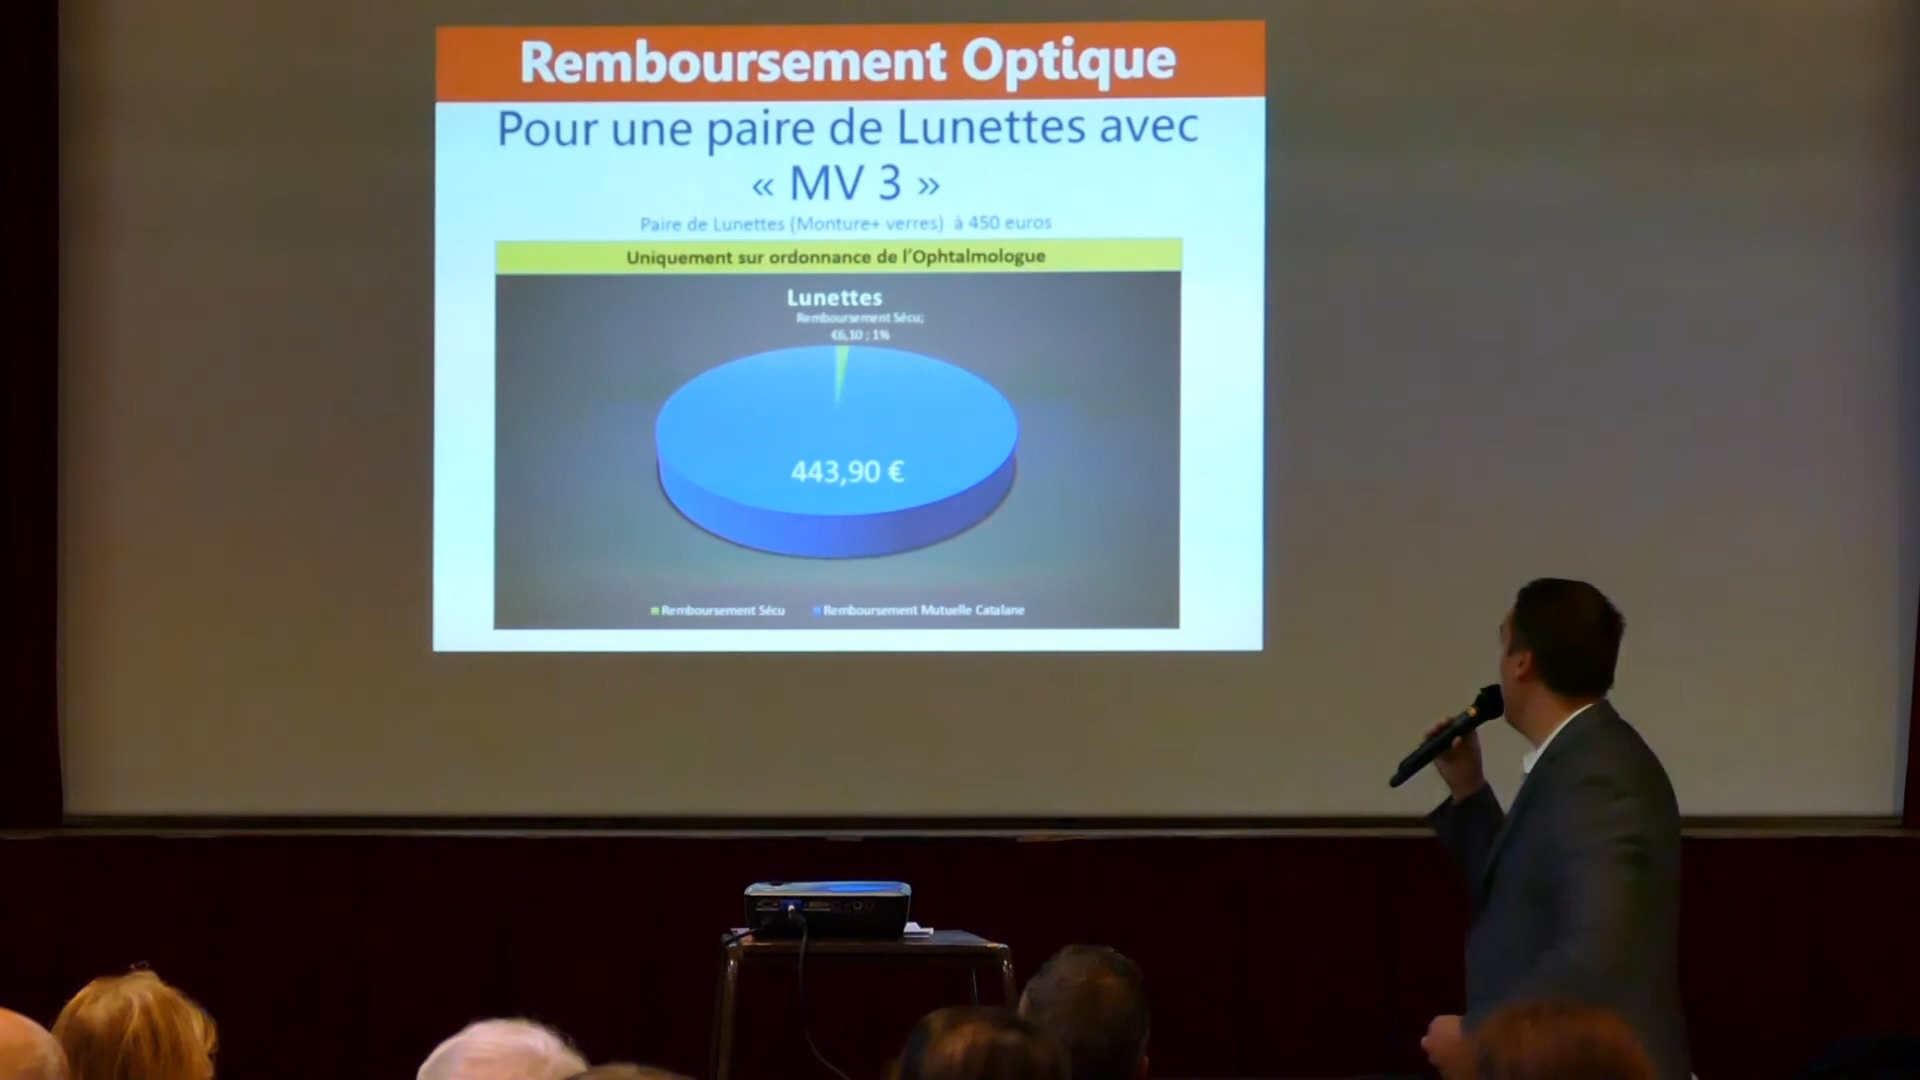 Remboursement Optique
Pour une paire de Lunettes avec
« MV 3 »
Paire de Lunettes (Monture+ verres) à 450 euros
Uniquement sur ordonnance de l'Ophtalmologue
Lunettes
Remboursement Sécu;
€6,10 ; 1%
443,90 €
Remboursement Sécu
Remboursement Mutuelle Catalane